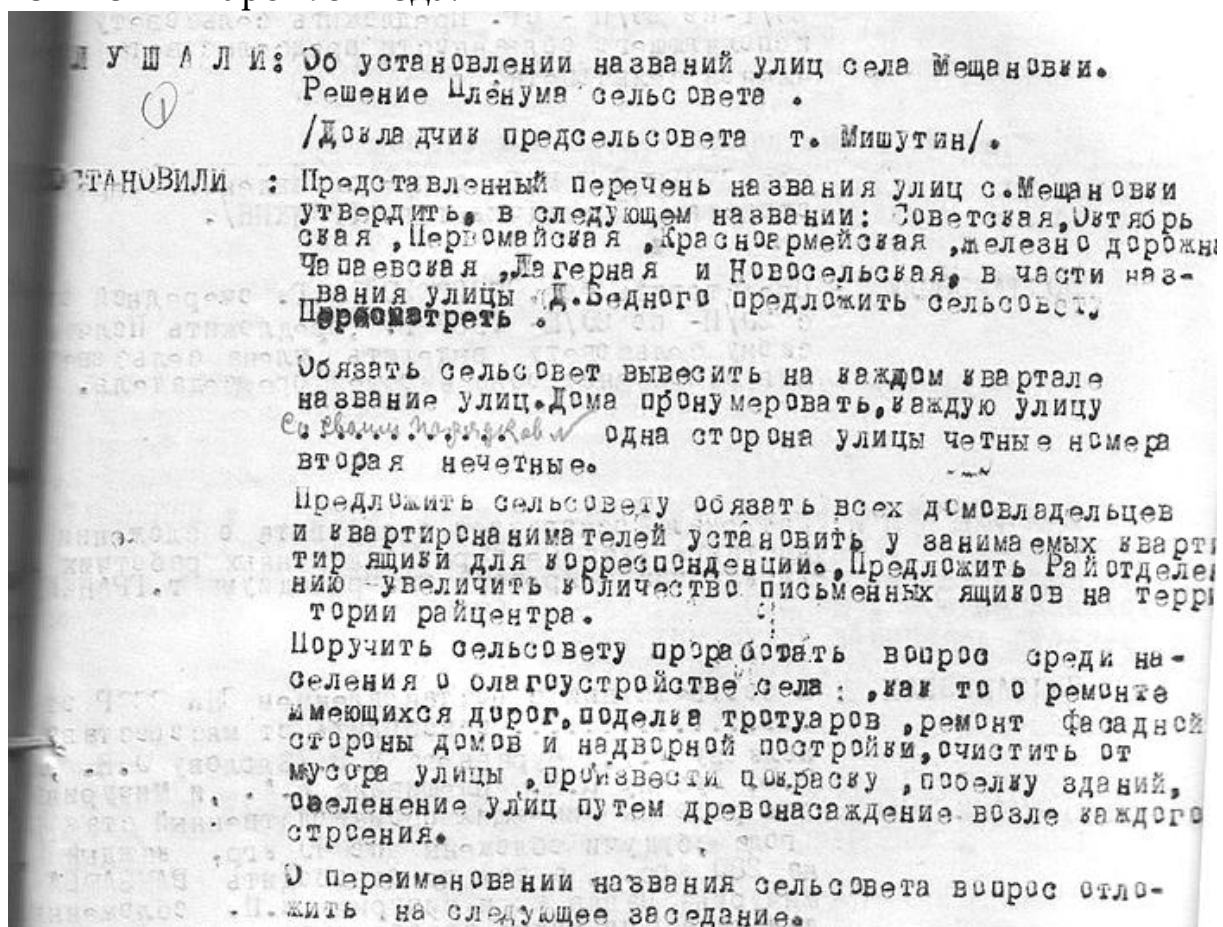 ЛУШАЛИ: Об установлении названий улиц села Мещановки.
Решение Пленума сельсовета .
1
/Докладчик предсельсовета т. Мишутин/.
СТАНОВИЛИ : Представленный перечень названия улиц с.Мещановки
утвердить, в следующем названии: Советская,Октябрь
ская ,Первомайская ,Красноармейская ,железно дорожна
Чапаевская ,Лагерная и Новосельская, в части наз-
вания улицы Д.Бедного предложить сельсовету
Пересмотреть .
Обязать сельсовет вывесить на каждом квартале
название улиц.Дома пронумеровать,каждую улицу
Со своим порядков одна сторона улицы четные номера
вторая нечетные.
Предложить сельсовету обязать всех домовладельцев
и квартиронанимателей установить у занимаемых кварти
тир ящики для корреспонденции.,Предложить Райотделе
нию увеличить количество письменных ящиков на терри
тории райцентра.
Поручить сельсовету проработать вопрос среди на-
селения о благоустройстве села: ,как то о ремонте
имеющихся дорог,поделка тротуаров ,ремонт фасадной
стороны домов и надворной постройки,очистить от
мусора улицы ,произвести покраску ,побелку зданий,
озеленение улиц путем древонасаждение возле каждого
строения.
О переименовании названия сельсовета вопрос отло-
жить на следующее заседание.